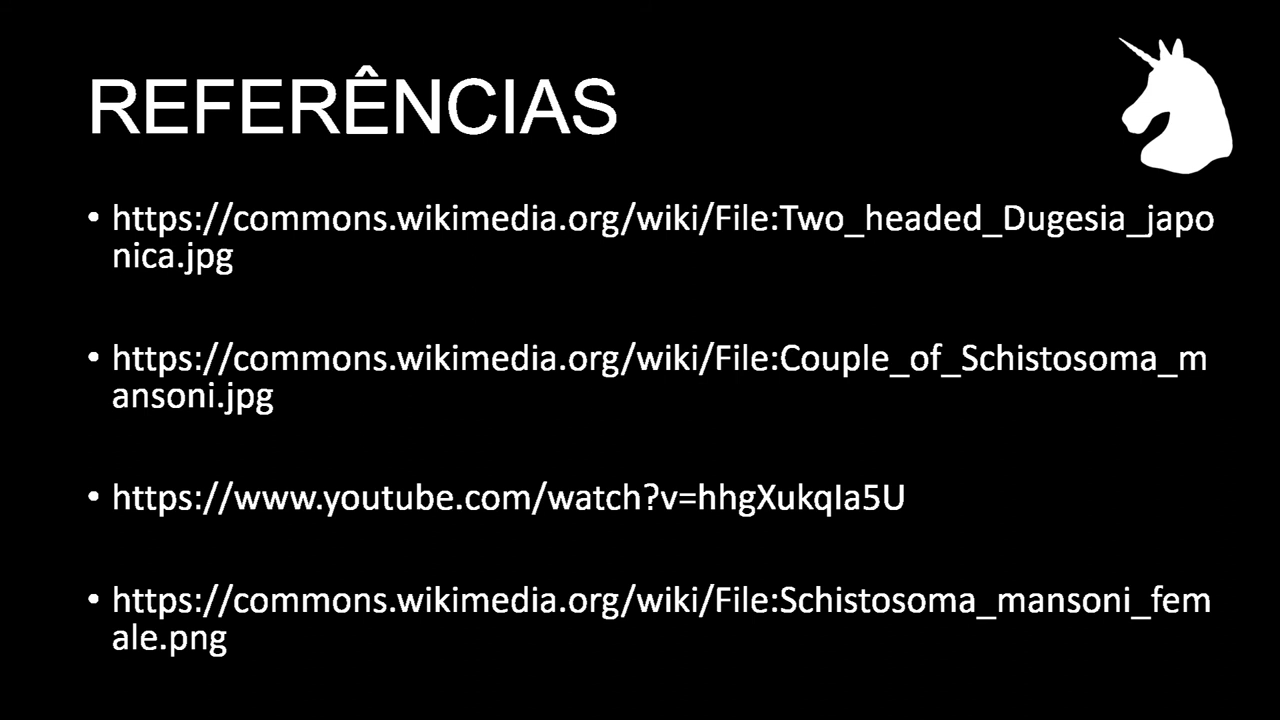 REFERÊNCIAS
• https://commons.wikimedia.org/wiki/File:Two_headed_Dugesia_japo
nica.jpg
• https://commons.wikimedia.org/wiki/File:Couple_of_Schistosoma_m
ansoni.jpg
• https://www.youtube.com/watch?v=hhgXukqIa5U
• https://commons.wikimedia.org/wiki/File:Schistosoma_mansoni_fem
ale.png